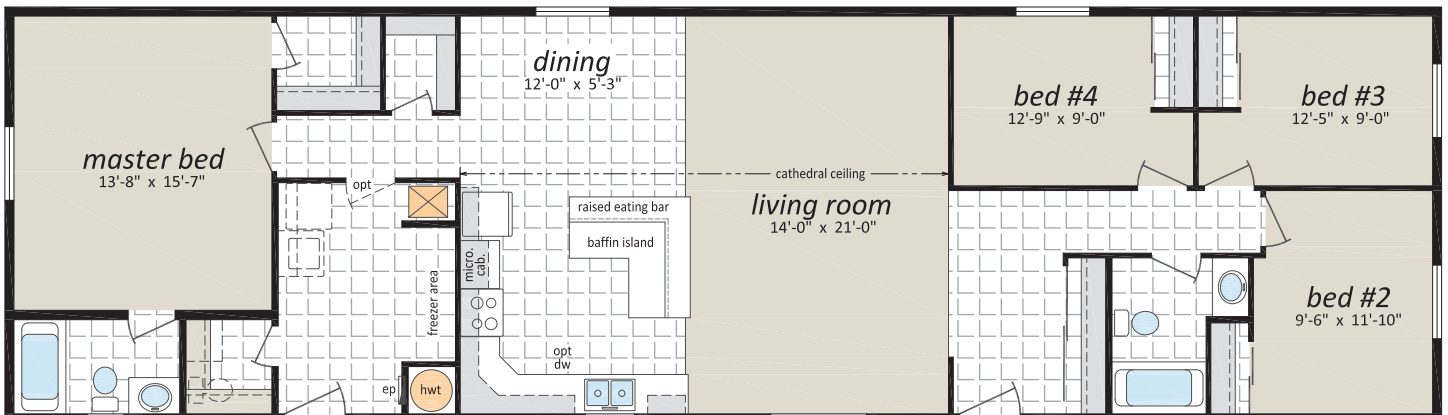 master bed
13'-8" x 15'-7"
dining
12'-0" x 5'-3"
opt
raised eating bar
baffin island
micro.
cab.
freezer area
opt
dw
ep
hwt
cathedral ceiling
living room
14'-0" x 21'-0"
bed #4
12'-9" x 9'-0"
bed #3
12'-5" x 9'-0"
bed #2
9'-6" x 11'-10"